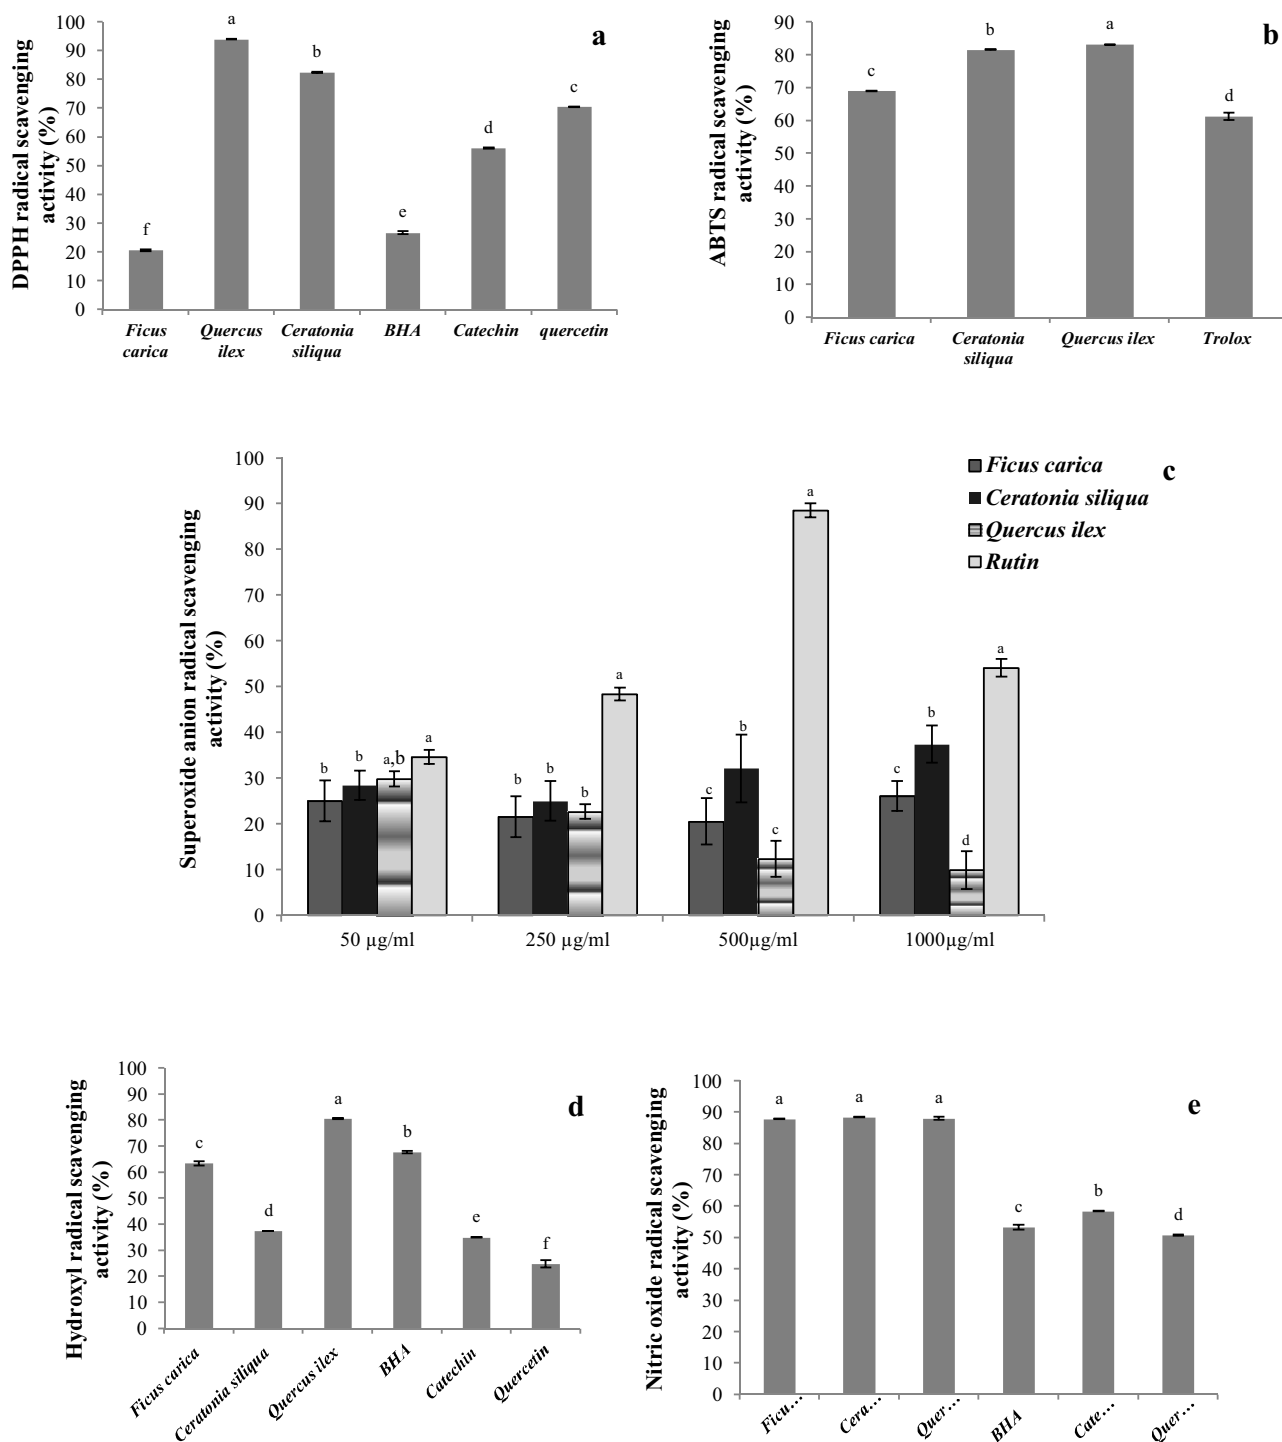 a
DPPH radical scavenging
activity (%)
100
90
80
70
60
50
40
30
20
10
0
f
a
b
e
d
c
Ficus
carica
Quercus
ilex
Ceratonia
siliqua
BHA
Catechin
quercetin
b
ABTS radical scavenging
activity (%)
90
80
70
60
50
40
30
20
10
0
c
b
a
d
Ficus carica
Ceratonia
siliqua
Quercus ilex
Trolox
c
Superoxide anion radical scavenging
activity (%)
100
90
80
70
60
50
40
30
20
10
0
Ficus carica
Ceratonia siliqua
Quercus ilex
Rutin
b
b
a,b
a
b
b
b
a
c
b
c
a
c
b
d
a
50 µg/ml
250 µg/ml
500µg/ml
1000µg/ml
d
Hydroxyl radical scavenging
activity (%)
100
90
80
70
60
50
40
30
20
10
0
c
d
a
b
e
f
Ficus carica
Ceratonia siliqua
Quercus ilex
BHA
Catechin
Quercetin
e
Nitric oxide radical scavenging
activity (%)
100
90
80
70
60
50
40
30
20
10
0
a
a
a
c
b
d
Ficu…
Cera…
Quer…
BHA
Cate…
Quer…